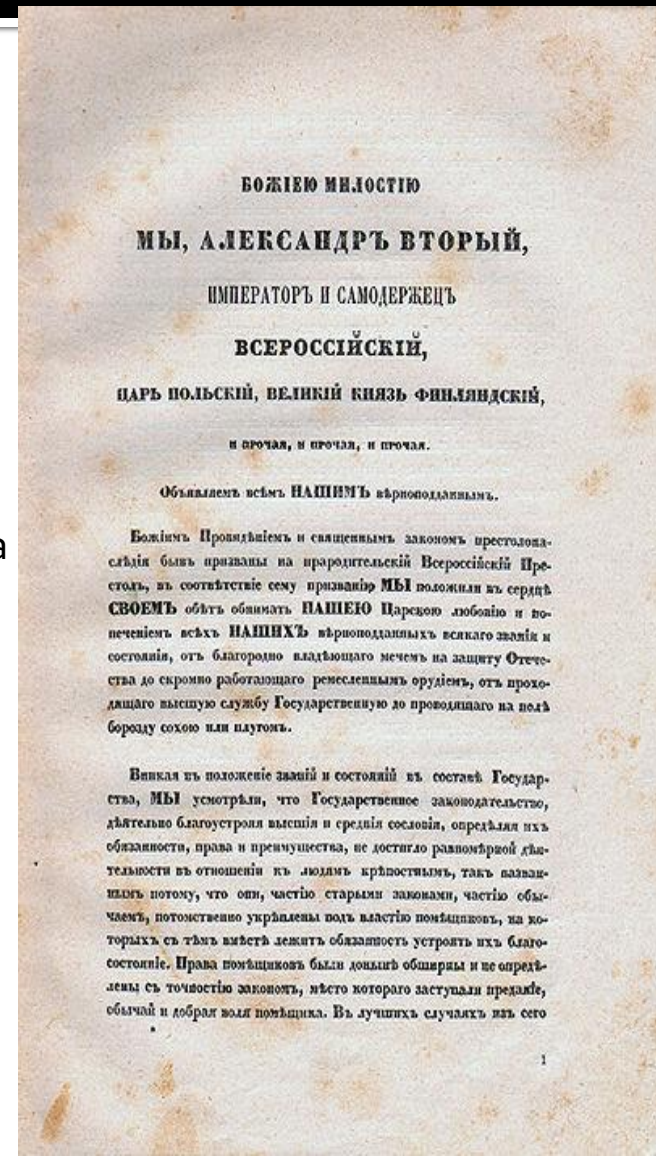 БОЖІЕЮ МИЛОСТІЮ
МЫ, АЛЕКСАНДРЪ ВТОРЫЙ,
ИМПЕРАТОРЪ И САМОДЕРЖЕЦЪ
ВСЕРОССІЙСКІЙ,
ЦАРЬ ПОЛЬСКІЙ, ВЕЛИКІЙ КНЯЗЬ ФИНЛЯНДСКІЙ,
и прочая, и прочая, и прочая.
Объявляемъ всѣмъ НАШИМЪ вѣрноподданнымъ.
Божіимъ Провидѣніемъ и священнымъ закономъ престолона-
а
слѣдія бывъ призваны на прародительскій Всероссійскій Пре-
столъ, въ соотвѣтствіе сему призванію МЫ положили въ сердцѣ
СВОЕМЪ обѣтъ обнимать НАШЕЮ Царскою любовію и по-
печеніемъ всѣхъ НАШИХЪ вѣрноподданныхъ всякаго званія и
состоянія, отъ благородно владѣющаго мечемъ на защиту Отече-
ства до скромно работающаго ремесленнымъ орудіемъ, отъ прохо-
дящаго высшую службу Государственную до проводящаго на полѣ
борозду сохою или плугомъ.
Вникая въ положеніе званій и состояній въ составѣ Государ-
ства, МЫ усмотрѣли, что Государственное законодательство,
дѣятельно благоустрояя высшія и среднія сословія, опредѣляя ихъ
обязанности, права и преимущества, не достигло равномѣрной дѣя-
тельности въ отношеніи къ людямъ крѣпостнымъ, такъ назван-
нымъ потому, что они, частію старыми законами, частію обы-
чаемъ, потомственно укрѣплены подъ властію помѣщиковъ, на ко-
торыхъ съ тѣмъ вмѣстѣ лежитъ обязанность устроять ихъ благо-
состояніе. Права помѣщиковъ были донынѣ обширны и не опредѣ-
лены съ точностію закономъ, мѣсто котораго заступали преданіе,
обычай и добрая воля помѣщика. Въ лучшихъ случаяхъ изъ сего
1